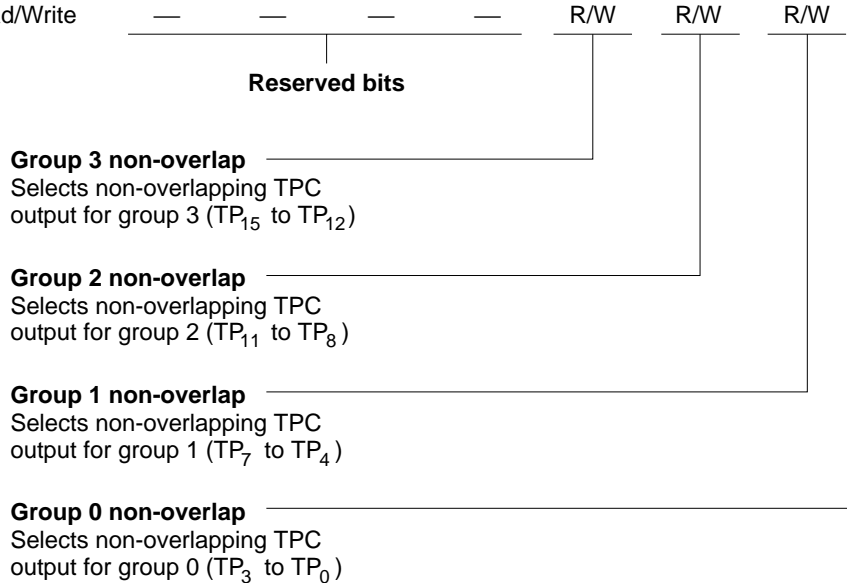 d/Write — — — — R/W R/W R/W
Reserved bits
Group 3 non-overlap
Selects non-overlapping TPC
output for group 3 (TP15 to TP12)
Group 2 non-overlap
Selects non-overlapping TPC
output for group 2 (TP11 to TP8)
Group 1 non-overlap
Selects non-overlapping TPC
output for group 1 (TP7 to TP4)
Group 0 non-overlap
Selects non-overlapping TPC
output for group 0 (TP3 to TP0)